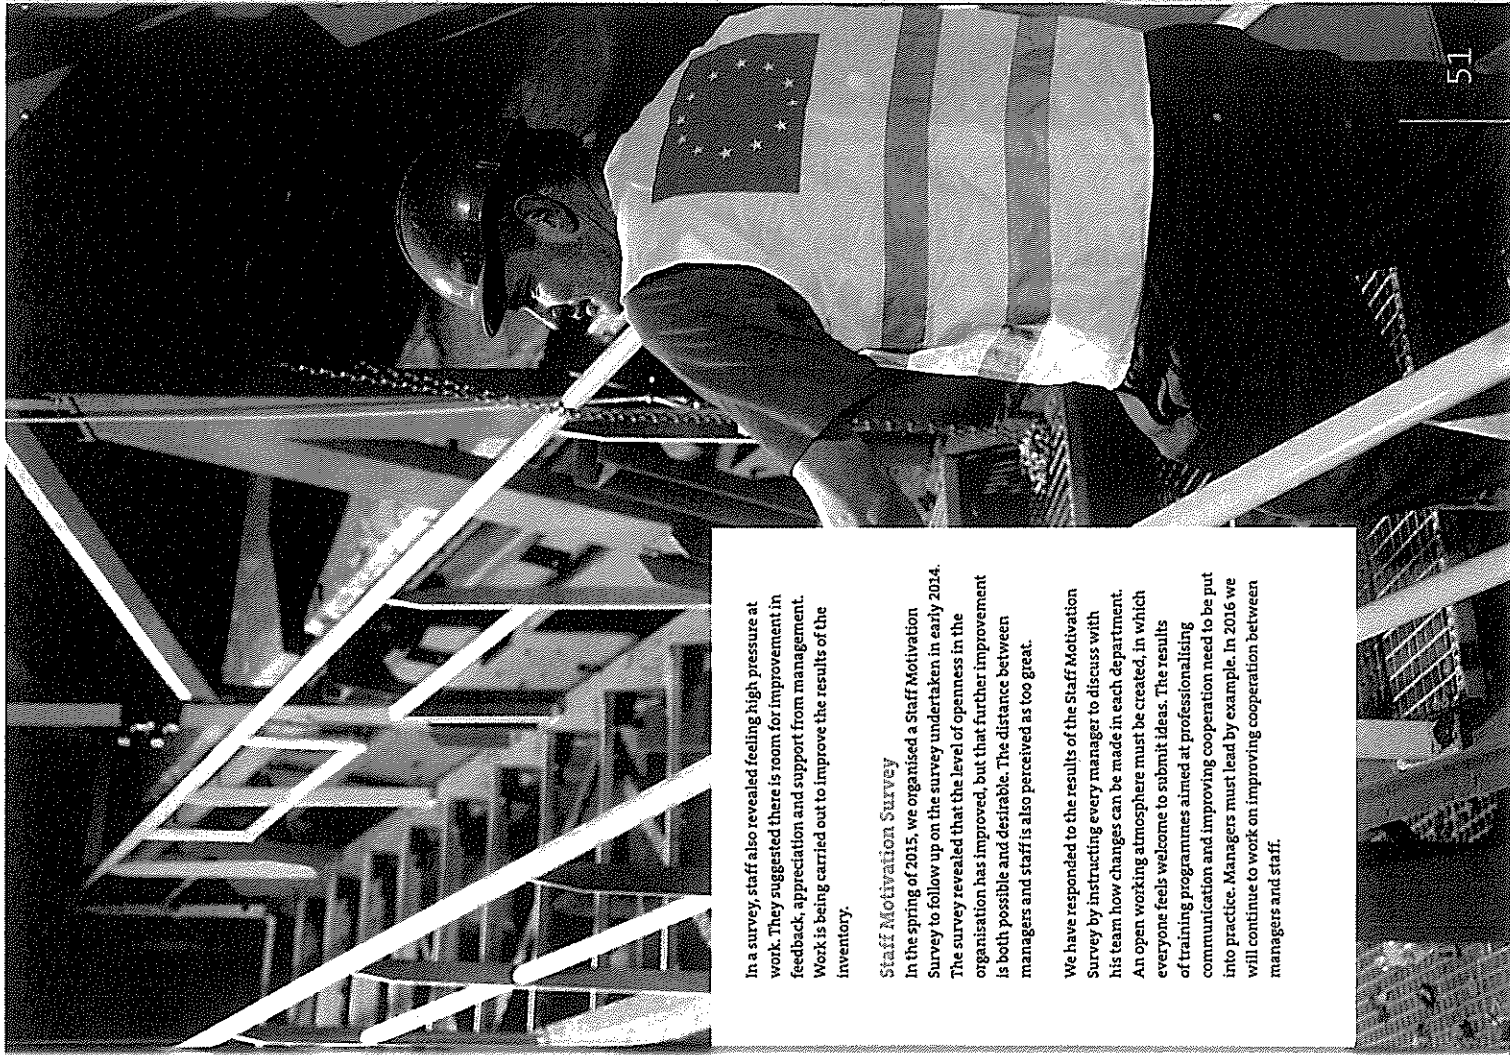 In a survey, staff also revealed feeling high pressure at
work. They suggested there is room for improvement in
feedback, appreciation and support from management.
Work is being carried out to improve the results of the
inventory.
Staff Motivation Survey
In the spring of 2015, we organised a Staff Motivation
Survey to follow up on the survey undertaken in early 2014.
The survey revealed that the level of openness in the
organisation has improved, but that further improvement
is both possible and desirable. The distance between
managers and staff is also perceived as too great.
We have responded to the results of the Staff Motivation
Survey by instructing every manager to discuss with
his team how changes can be made in each department.
An open working atmosphere must be created, in which
everyone feels welcome to submit ideas. The results
of training programmes aimed at professionalising
communication and improving cooperation need to be put
into practice. Managers must lead by example. In 2016 we
will continue to work on improving cooperation between
managers and staff.
51